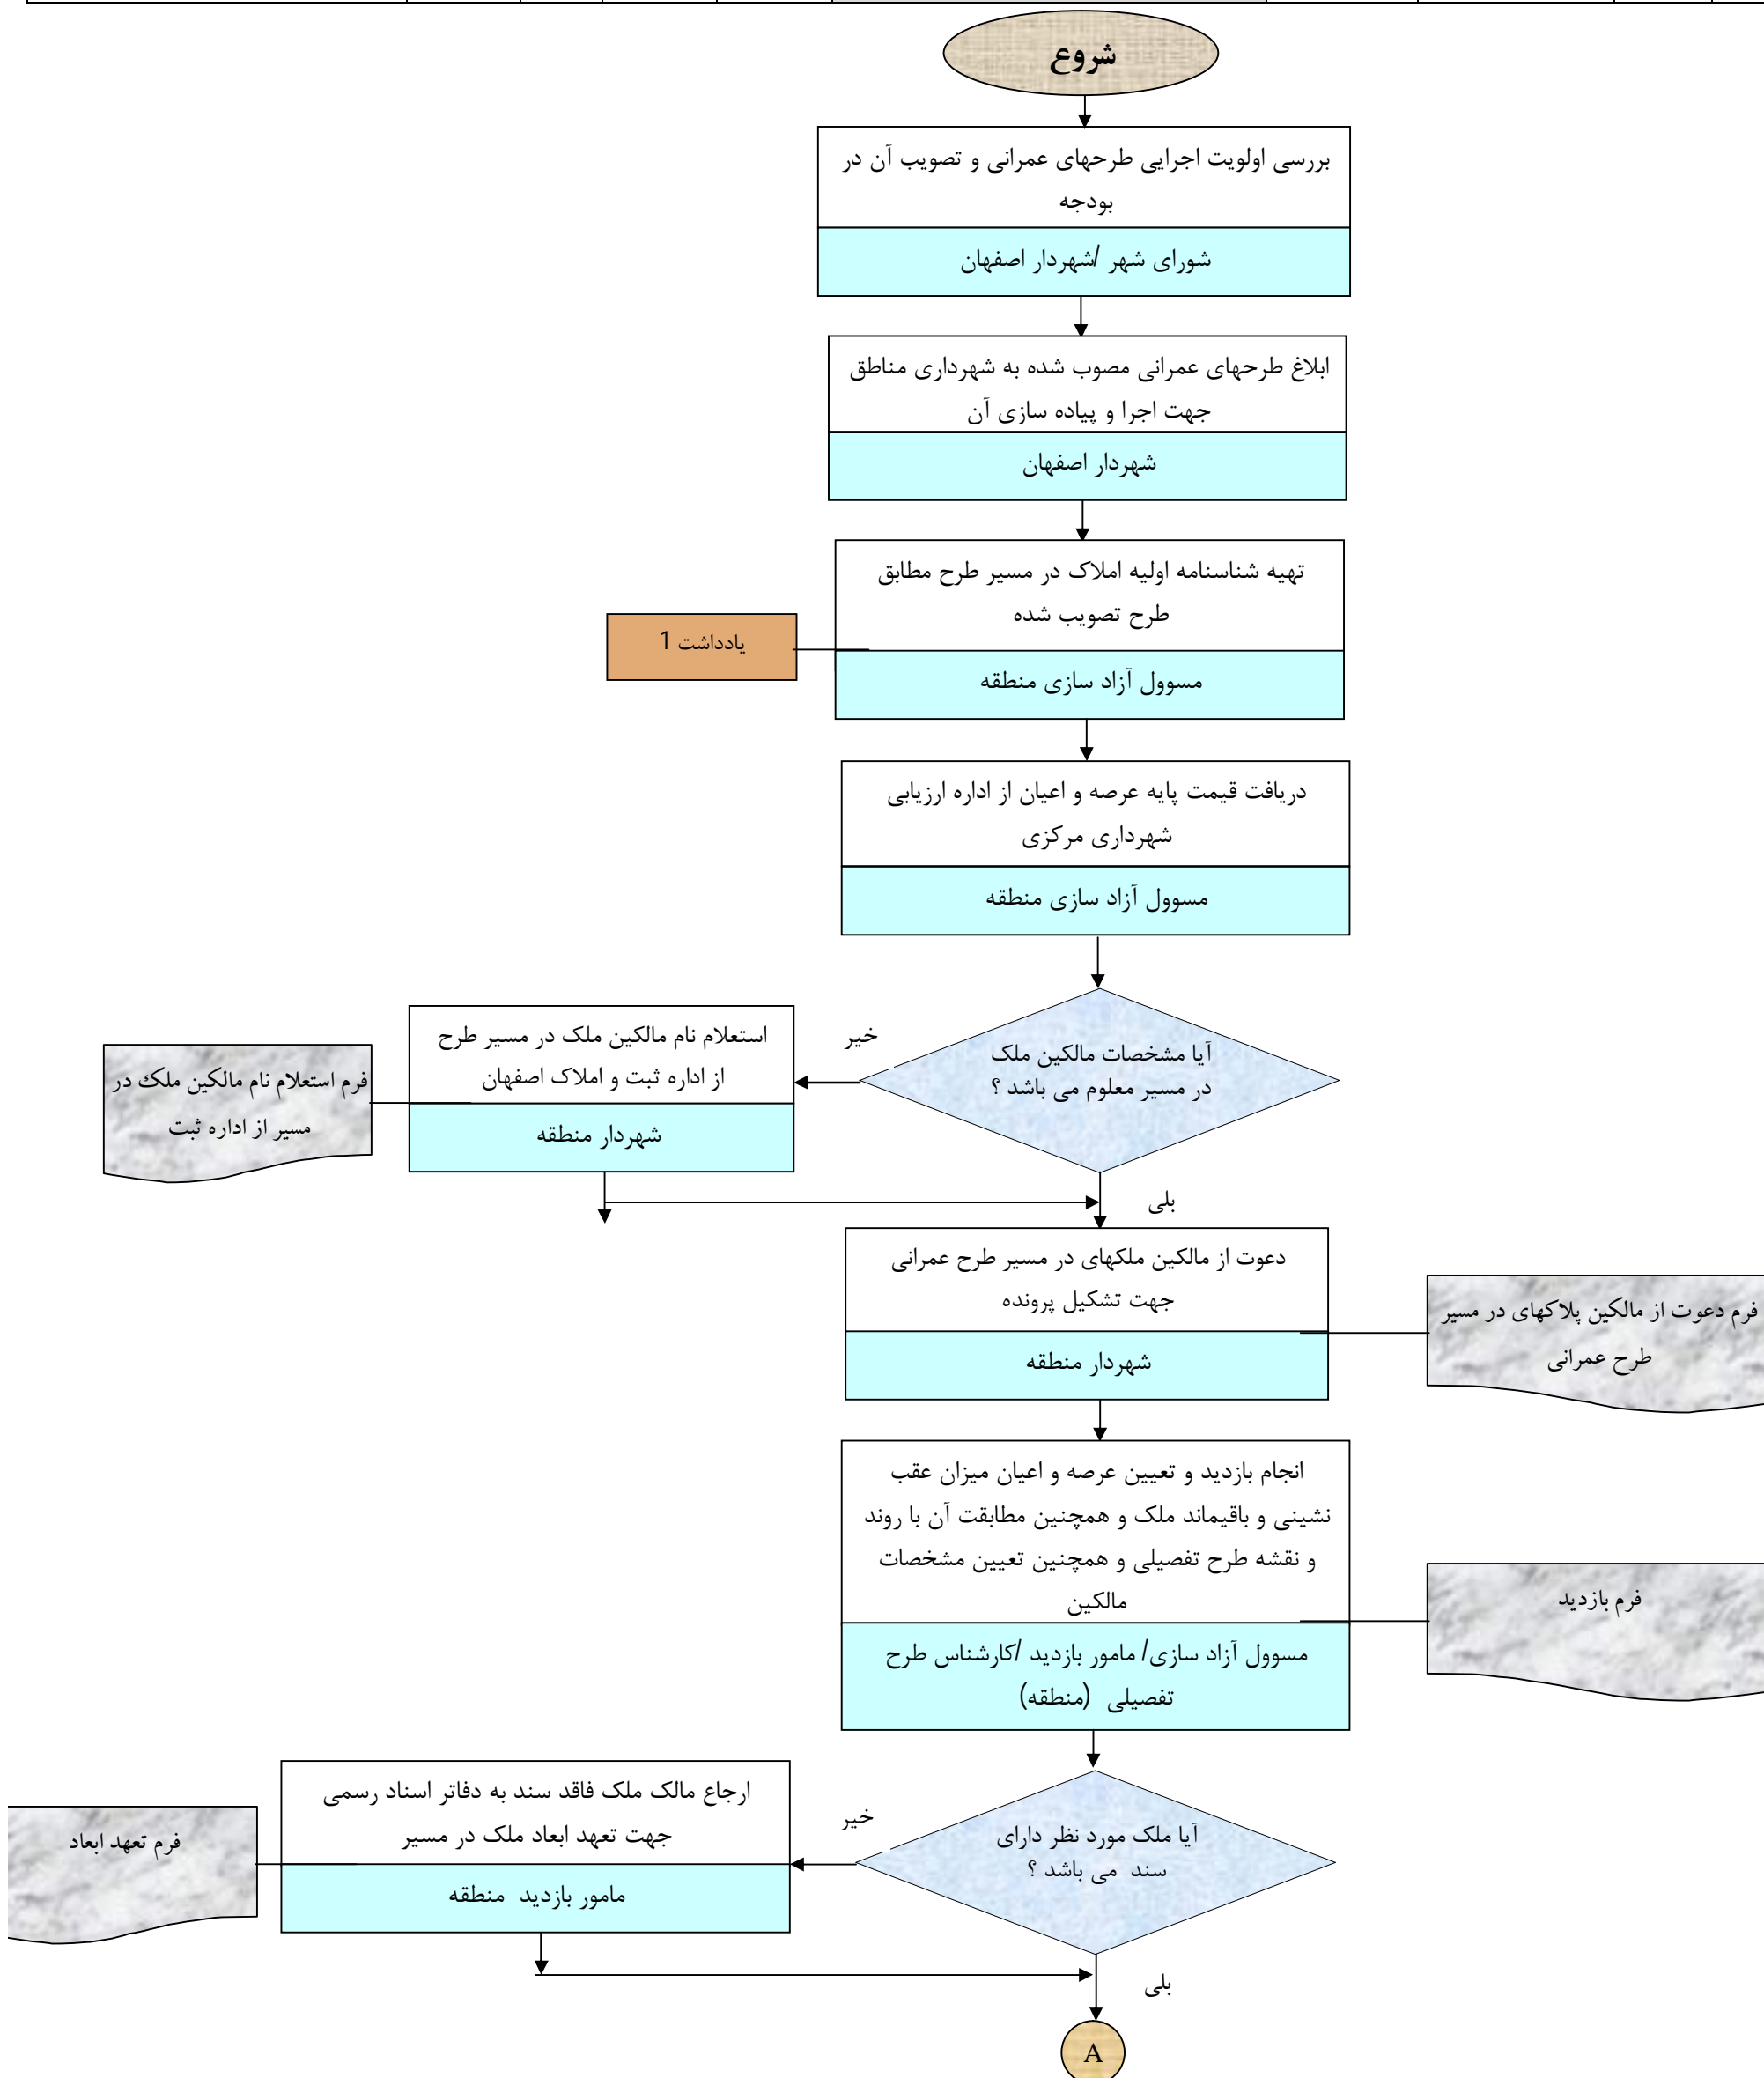 شروع
بررسی اولویت اجرایی طرحهای عمرانی و تصویب آن در
بودجه
شورای شهر /شهردار اصفهان
ابلاغ طرحهای عمرانی مصوب شده به شهرداری مناطق
جهت اجرا و پیاده سازی آن
شهردار اصفهان
تهیه شناسنامه اولیه املاک در مسیر طرح مطابق
طرح تصویب شده
یادداشت 1
مسوول آزاد سازی منطقه
دریافت قیمت پایه عرصه و اعیان از اداره ارزیابی
شهرداری مرکزی
مسوول آزاد سازی منطقه
آیا مشخصات مالکین ملک
در مسیر معلوم می باشد ؟
خیر
استعلام نام مالکین ملک در مسیر طرح
از اداره ثبت و املاک اصفهان
شهردار منطقه
فرم استعلام نام مالکین ملک در
مسیر از اداره ثبت
بلی
دعوت از مالکین ملکهای در مسیر طرح عمرانی
جهت تشکیل پرونده
شهردار منطقه
فرم دعوت از مالکین پلاکهای در مسیر
طرح عمرانی
انجام بازدید و تعیین عرصه و اعیان میزان عقب
نشینی و باقیماند ملک و همچنین مطابقت آن با روند
و نقشه طرح تفصیلی و همچنین تعیین مشخصات
مالکین
مسوول آزاد سازی/ مامور بازدید /کارشناس طرح
تفصیلی (منطقه)
فرم بازدید
آیا ملک مورد نظر دارای
سند می باشد ؟
خیر
ارجاع مالک ملک فاقد سند به دفاتر اسناد رسمی
جهت تعهد ابعاد ملک در مسیر
مامور بازدید منطقه
فرم تعهد ابعاد
بلی
A